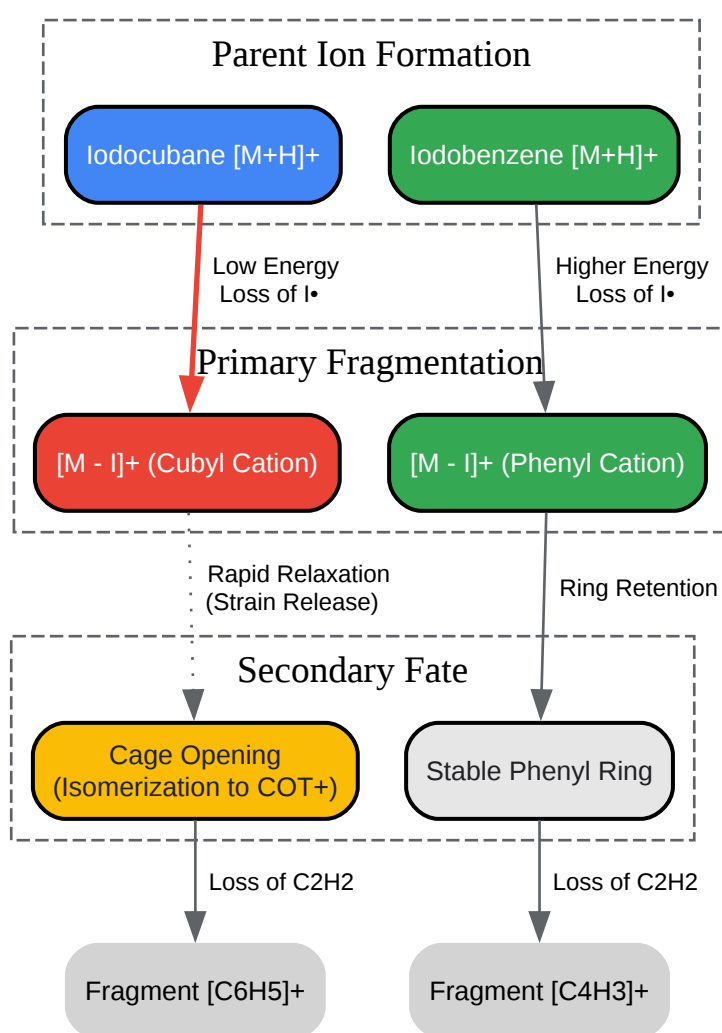 Parent Ion Formation
Iodocubane [M+H]+
Iodobenzene [M+H]+
Low Energy
Loss of I•
Higher Energy
Loss of I•
Primary Fragmentation
[M - I]+ (Cubyl Cation)
[M - I]+ (Phenyl Cation)
Rapid Relaxation
(Strain Release)
Ring Retention
Secondary Fate
Cage Opening
(Isomerization to COT+)
Stable Phenyl Ring
Loss of C2H2
Loss of C2H2
Fragment [C6H5]+
Fragment [C4H3]+